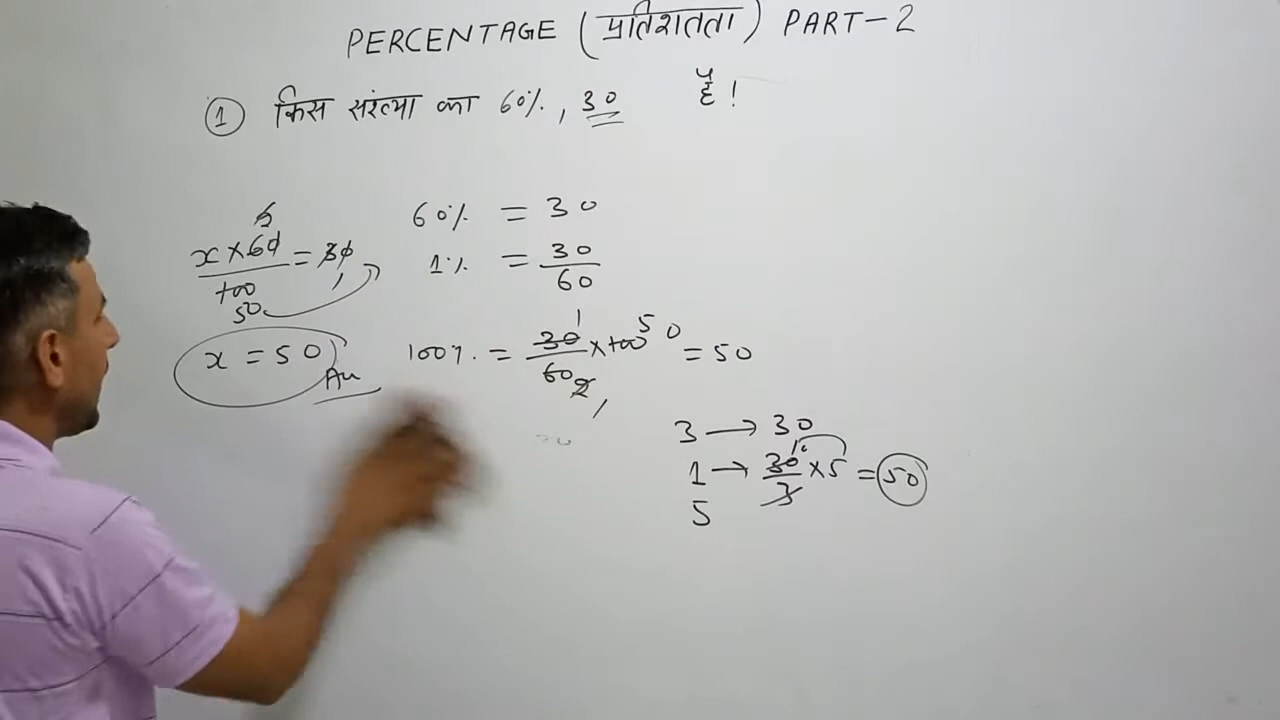 PERCENTAGE (प्रतिशतता) PART-2
① किस संख्या का 60%, 30 है!
60% = 30
x×60/100 = 30
1% = 30/60
50
x = 50 Au
100% = 30/60 × 100 = 50
3 → 30
1 → 30/3 × 5 = 50
5